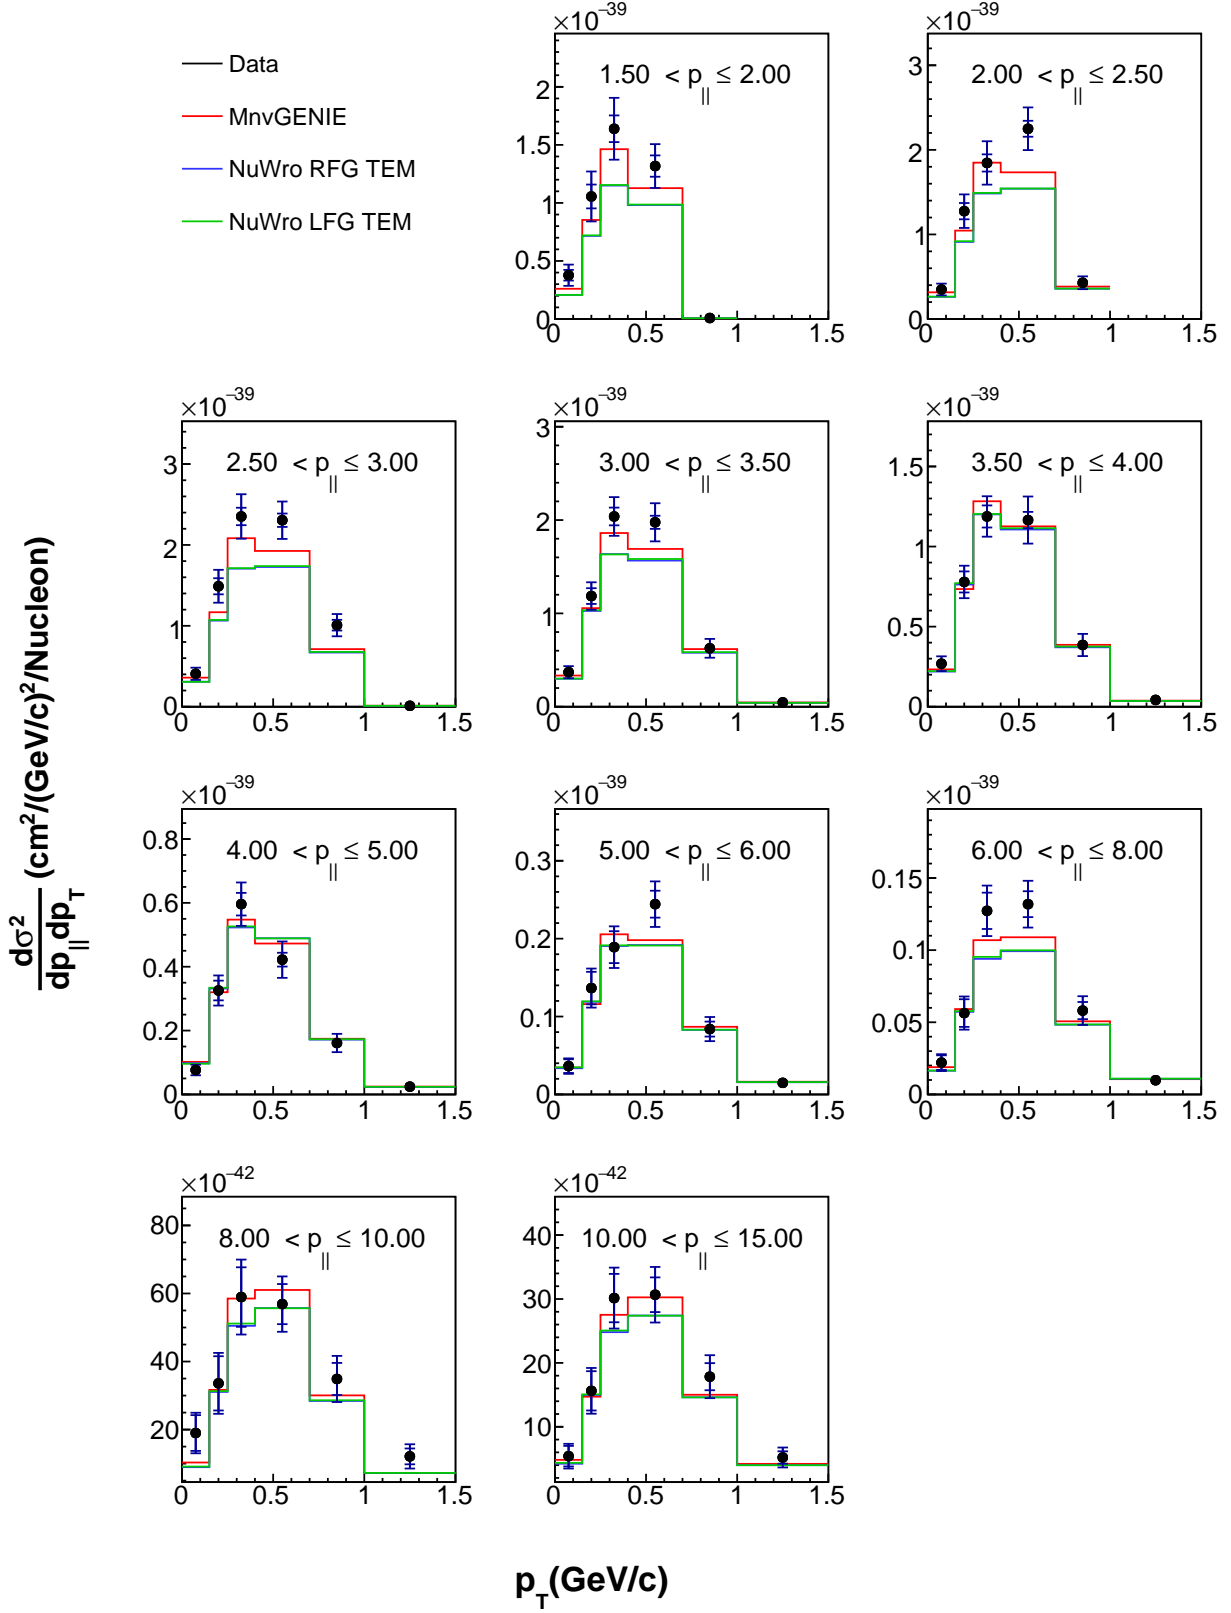 Data
MnvGENIE
NuWro RFG TEM
NuWro LFG TEM
×10⁻³⁹
1.50 < p|| ≤ 2.00
2
1.5
1
0.5
0
0 0.5 1 1.5
×10⁻³⁹
2.00 < p|| ≤ 2.50
3
2
1
0
0 0.5 1 1.5
×10⁻³⁹
2.50 < p|| ≤ 3.00
3
2
1
0
0 0.5 1 1.5
×10⁻³⁹
3.00 < p|| ≤ 3.50
3
2
1
0
0 0.5 1 1.5
×10⁻³⁹
3.50 < p|| ≤ 4.00
1.5
1
0.5
0
0 0.5 1 1.5
×10⁻³⁹
4.00 < p|| ≤ 5.00
0.8
0.6
0.4
0.2
0
0 0.5 1 1.5
×10⁻³⁹
5.00 < p|| ≤ 6.00
0.3
0.2
0.1
0
0 0.5 1 1.5
×10⁻³⁹
6.00 < p|| ≤ 8.00
0.15
0.1
0.05
0
0 0.5 1 1.5
×10⁻⁴²
8.00 < p|| ≤ 10.00
80
60
40
20
0 0.5 1 1.5
×10⁻⁴²
10.00 < p|| ≤ 15.00
40
30
20
10
0 0.5 1 1.5
dσ²
dp||dp_T
(cm²/(GeV/c)²/Nucleon)
p_T(GeV/c)